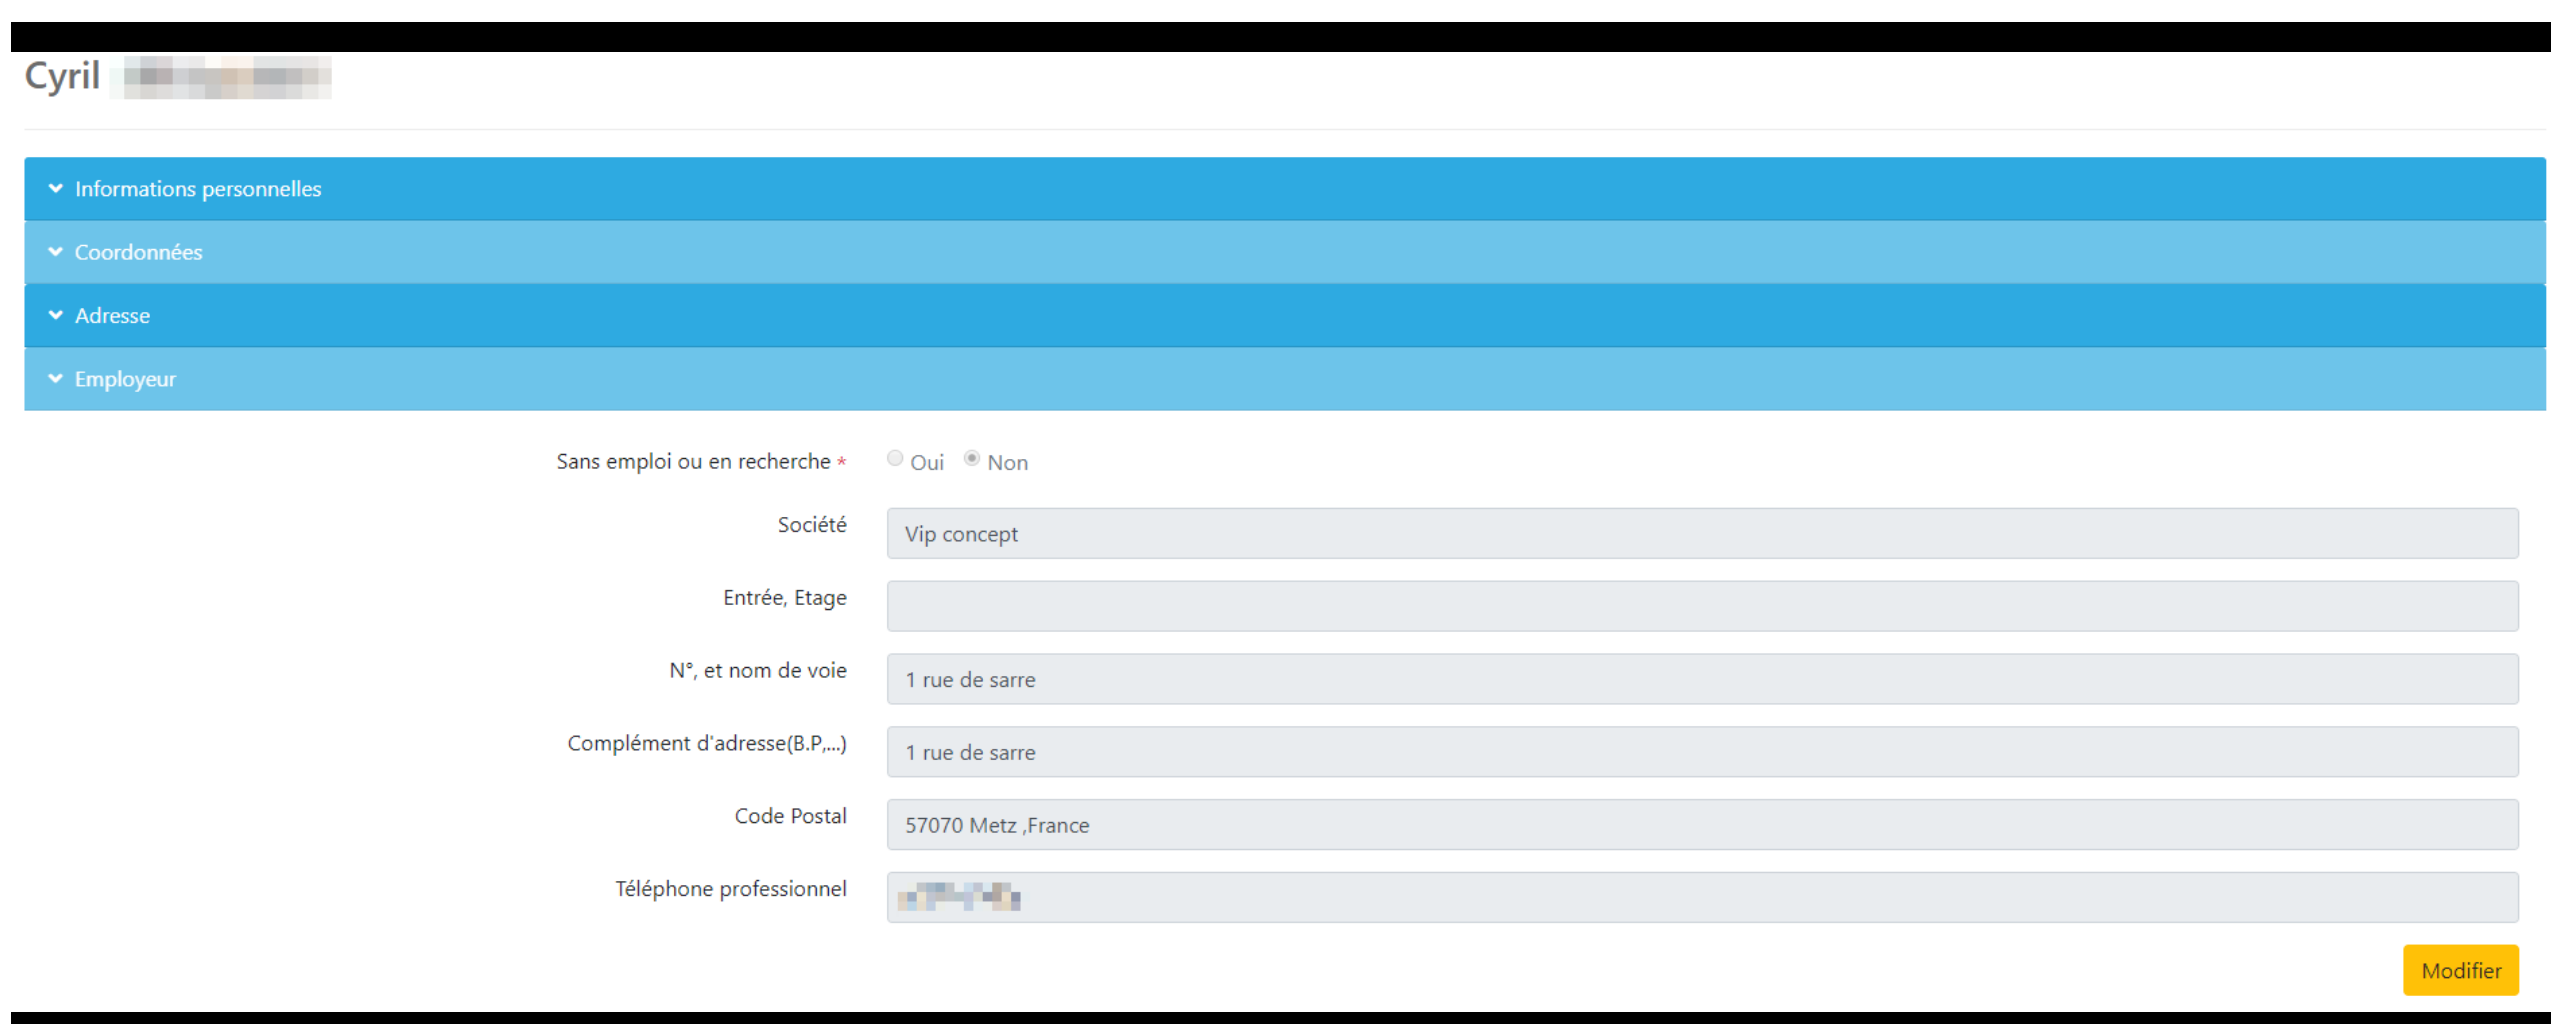 Cyril
Informations personnelles
Coordonnées
Adresse
Employeur
Sans emploi ou en recherche * Oui Non
Société Vip concept
Entrée, Etage
N°, et nom de voie 1 rue de sarre
Complément d'adresse(B.P,...) 1 rue de sarre
Code Postal 57070 Metz ,France
Téléphone professionnel
Modifier